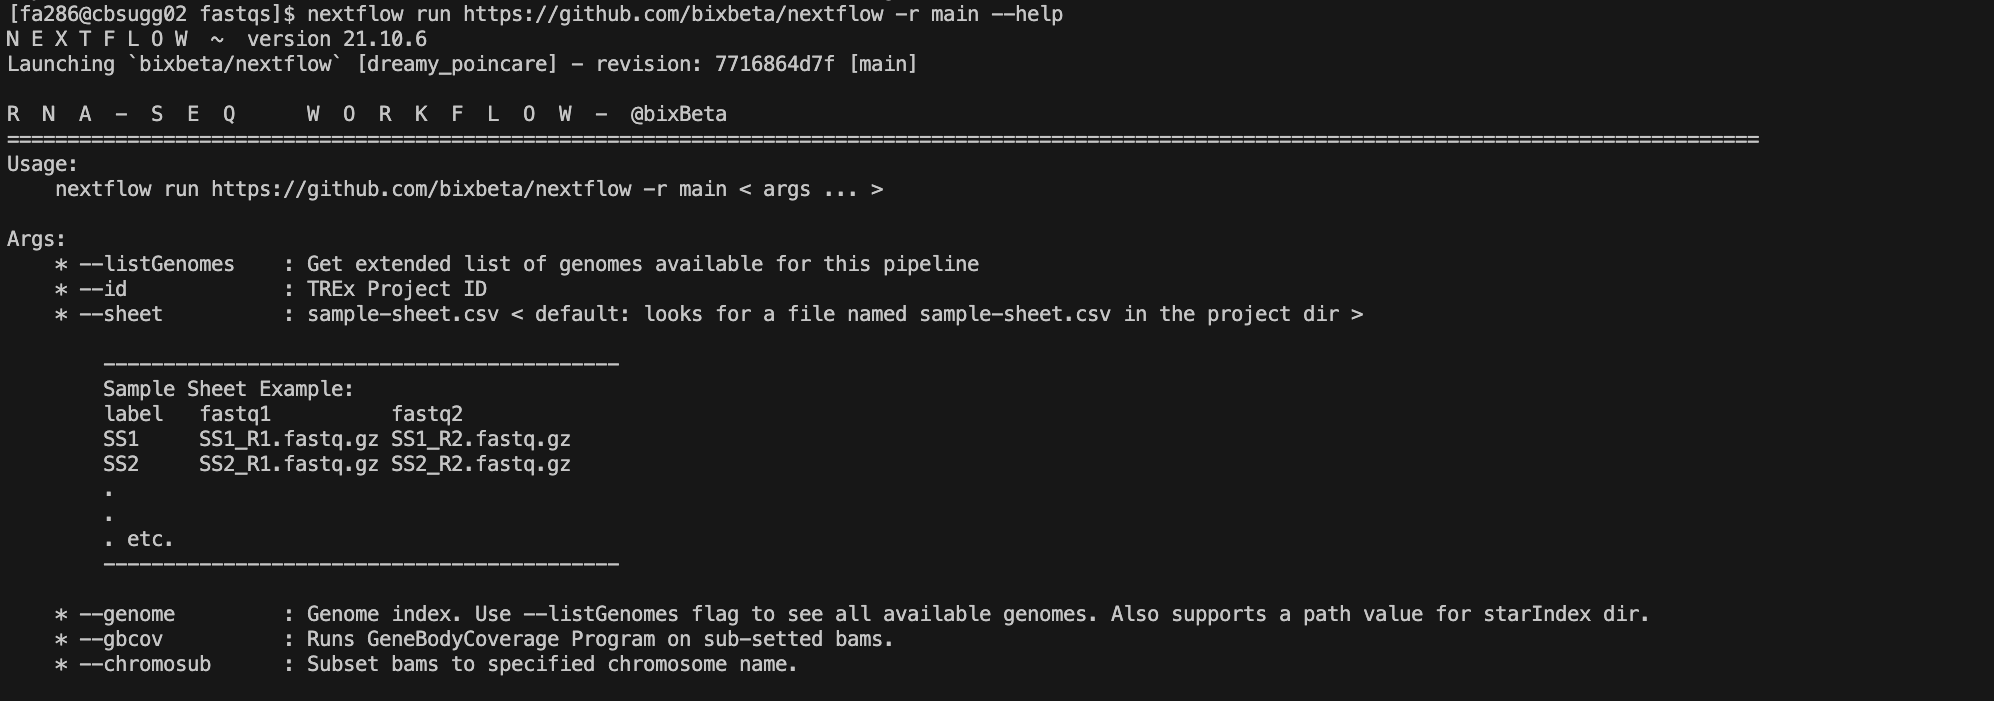 [fa286@cbsugg02 fastqs]$ nextflow run https://github.com/bixbeta/nextflow -r main --help
N E X T F L O W  ~  version 21.10.6
Launching `bixbeta/nextflow` [dreamy_poincare] - revision: 7716864d7f [main]
R  N  A  -  S  E  Q      W  O  R  K  F  L  O  W  -  @bixBeta
==================================================================================================================================================
Usage:
    nextflow run https://github.com/bixbeta/nextflow -r main < args ... >
Args:
    * --listGenomes    : Get extended list of genomes available for this pipeline
    * --id             : TREx Project ID
    * --sheet          : sample-sheet.csv < default: looks for a file named sample-sheet.csv in the project dir >
        -------------------------------------------
        Sample Sheet Example:
        label   fastq1          fastq2
        SS1     SS1_R1.fastq.gz SS1_R2.fastq.gz
        SS2     SS2_R1.fastq.gz SS2_R2.fastq.gz
        .
        .
        . etc.
        -------------------------------------------
    * --genome         : Genome index. Use --listGenomes flag to see all available genomes. Also supports a path value for starIndex dir.
    * --gbcov          : Runs GeneBodyCoverage Program on sub-setted bams.
    * --chromosub      : Subset bams to specified chromosome name.